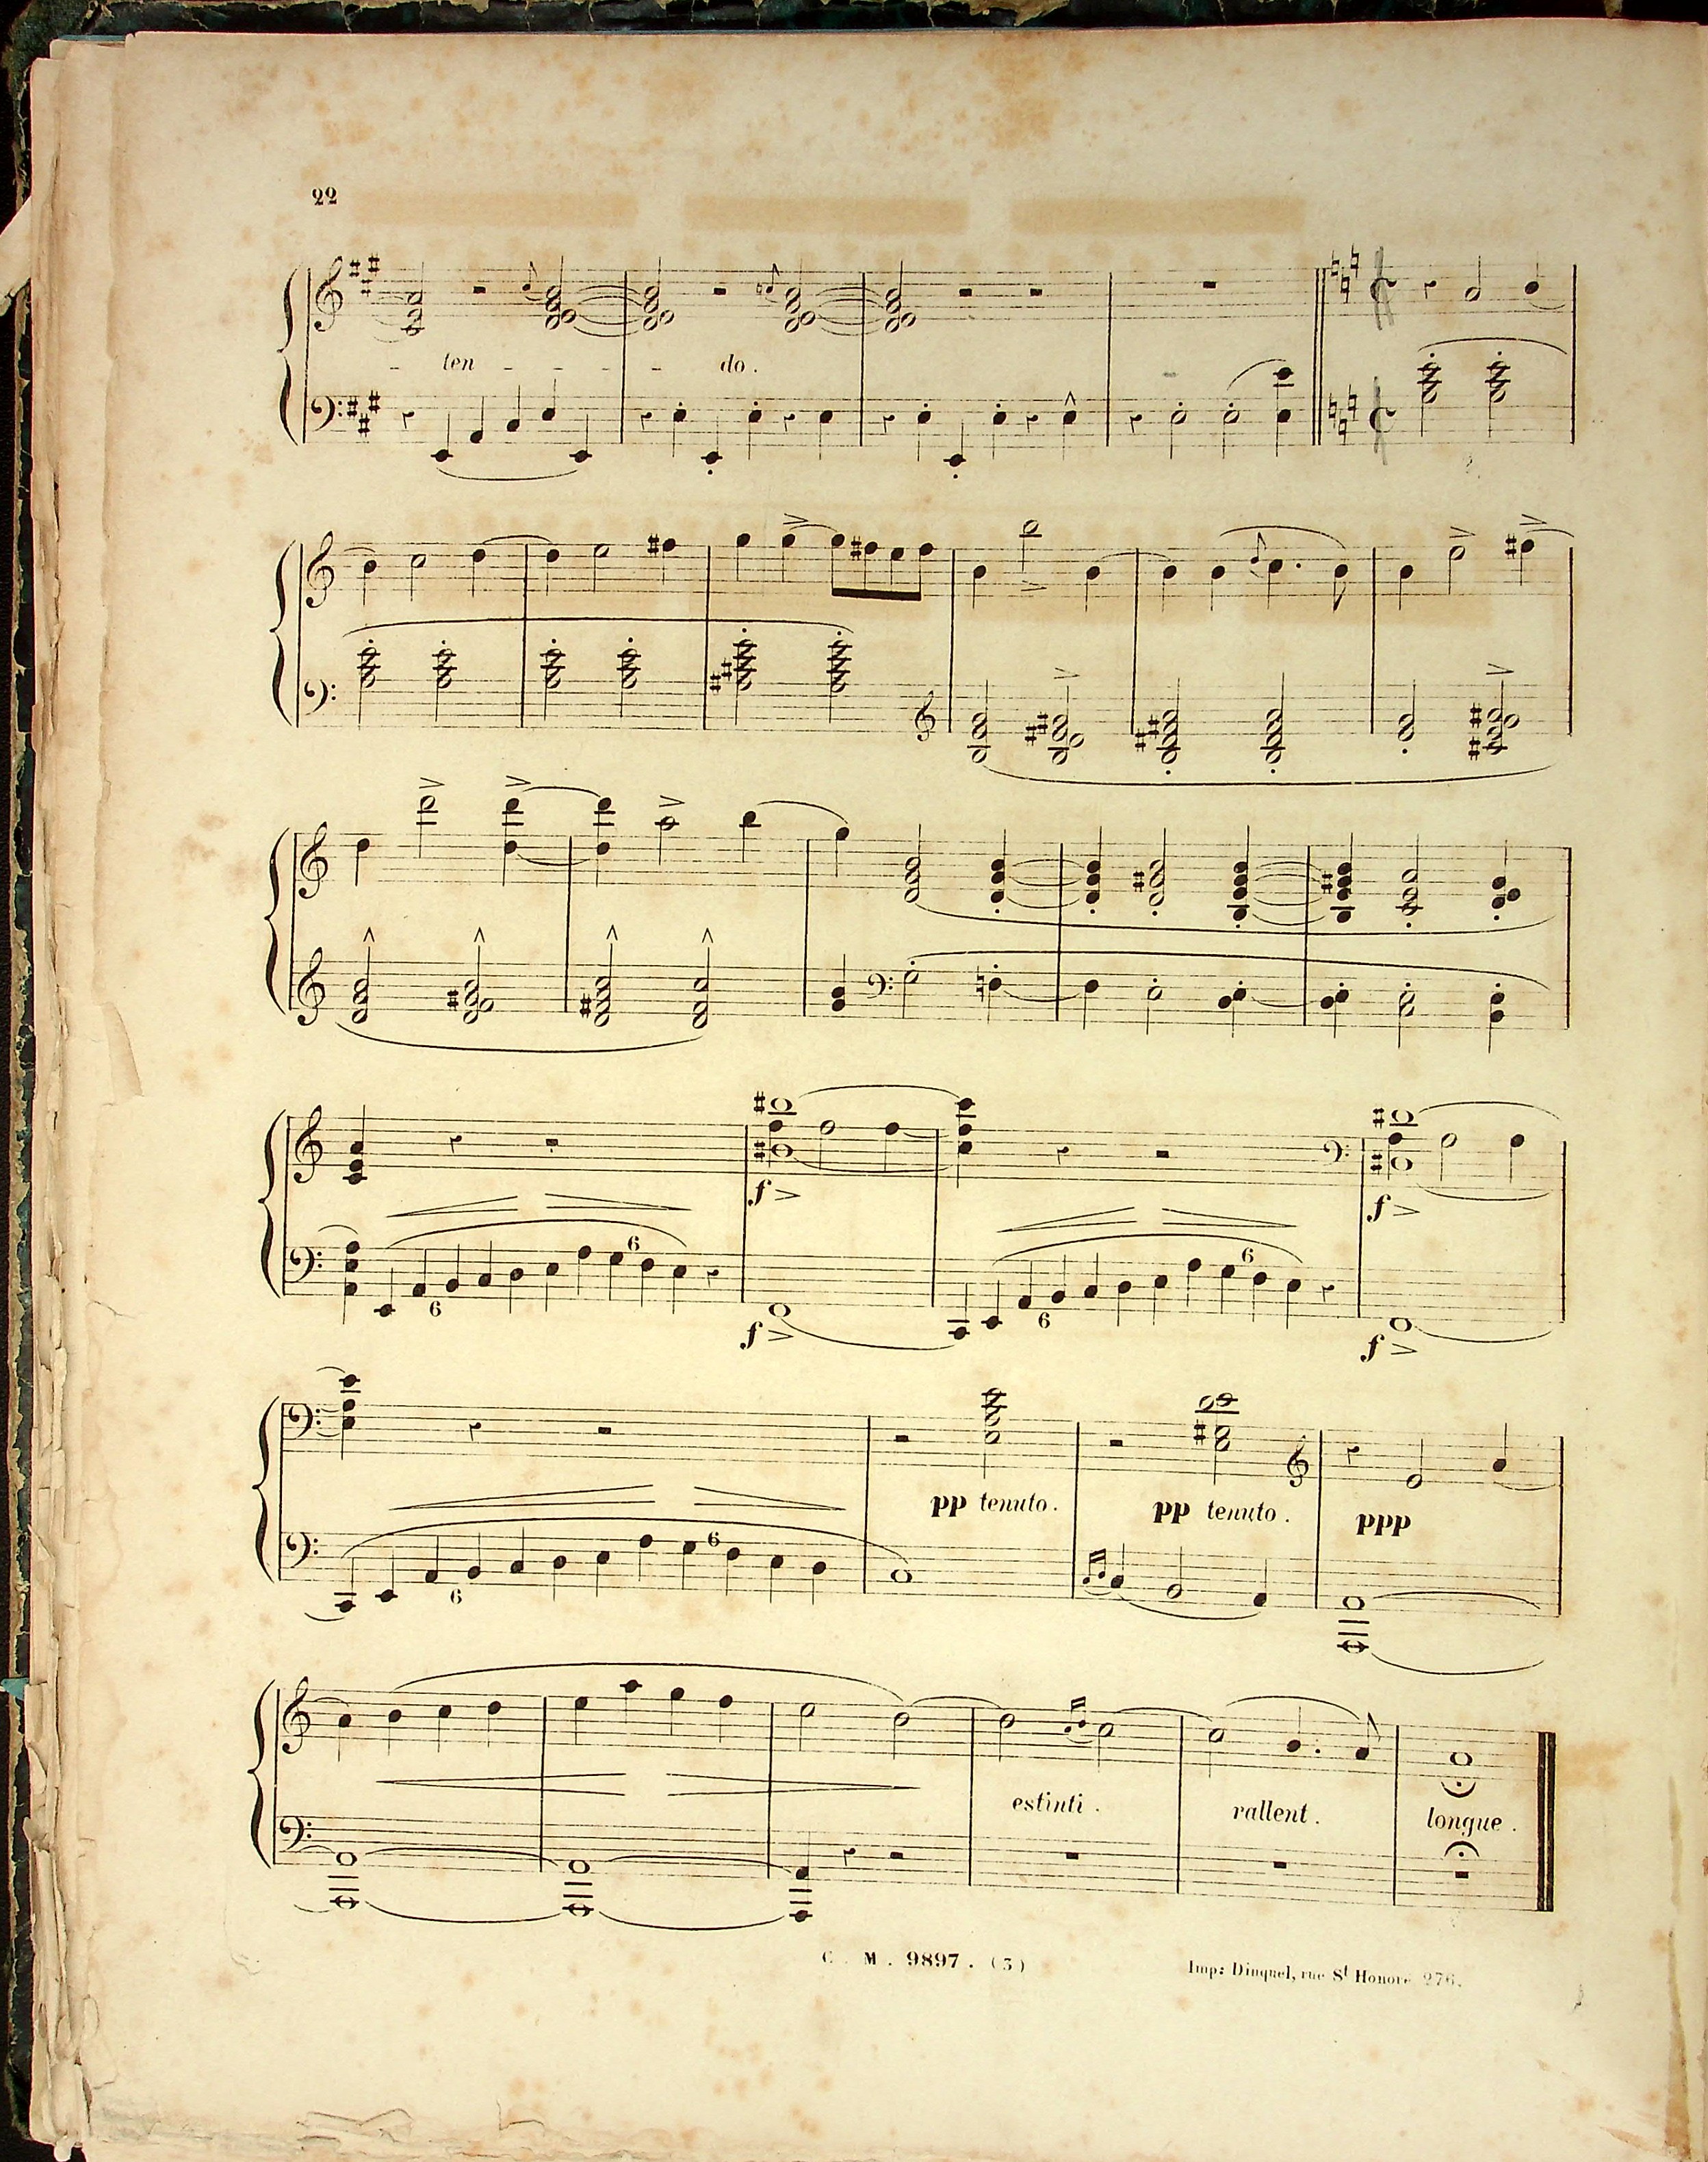 22
ten - - - - do.
6 6
f f
6 6
f f
pp tenuto. pp tenuto. ppp
6 6
estinti. rallent. longue.
C. M. 9897. (3)
Imp: Dinquel, rue St Honoré 276.